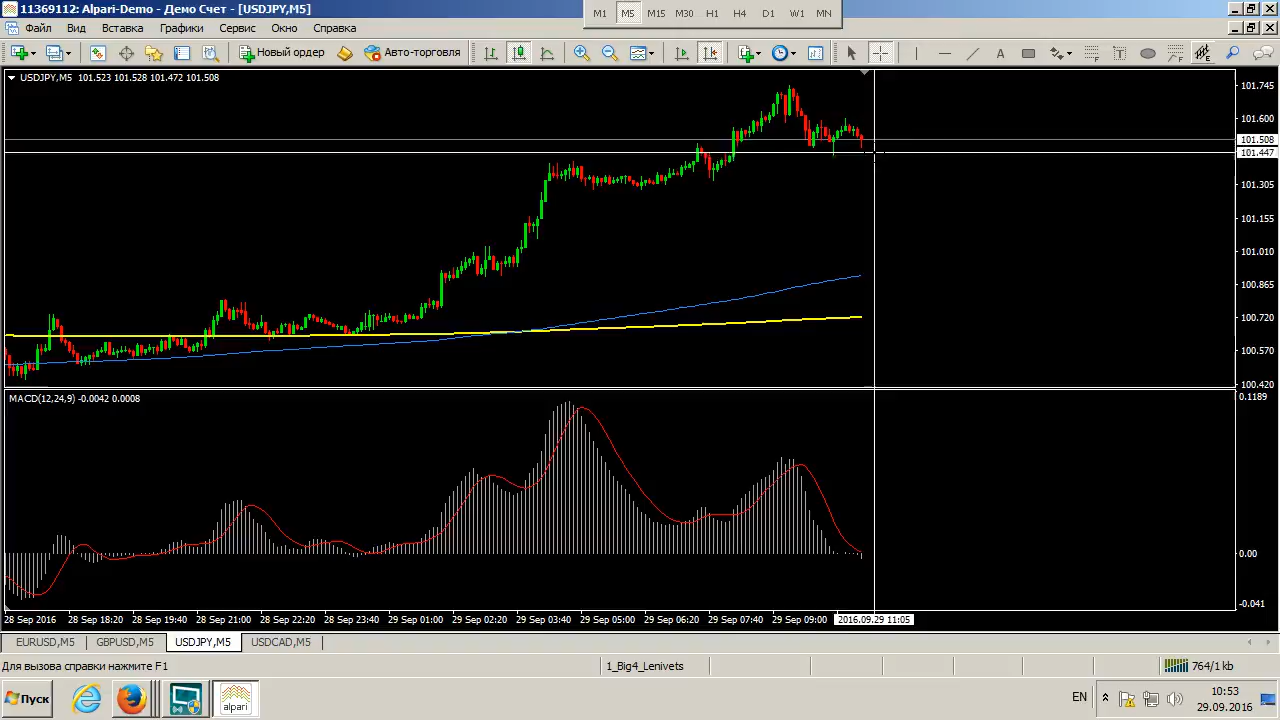 11369112: Alpari-Demo - Демо Счет - [USDJPY,M5]
M1 M5 M15 M30 H1 H4 D1 W1 MN
Файл Вид Вставка Графики Сервис Окно Справка
Новый ордер Авто-торговля A T F F E
USDJPY,M5 101.523 101.528 101.472 101.508
101.745
101.600
101.508
101.447
101.305
101.155
101.010
100.865
100.720
100.570
100.420
MACD(12,24,9) -0.0042 0.0008
0.1189
0.00
-0.041
28 Sep 2016 28 Sep 18:20 28 Sep 19:40 28 Sep 21:00 28 Sep 22:20 28 Sep 23:40 29 Sep 01:00 29 Sep 02:20 29 Sep 03:40 29 Sep 05:00 29 Sep 06:20 29 Sep 07:40 29 Sep 09:00 2016.09.29 11:05
EURUSD,M5 GBPUSD,M5 USDJPY,M5 USDCAD,M5
Для вызова справки нажмите F1 1_Big4_Lenivets 764/1 kb
Пуск alpari EN 10:53
29.09.2016